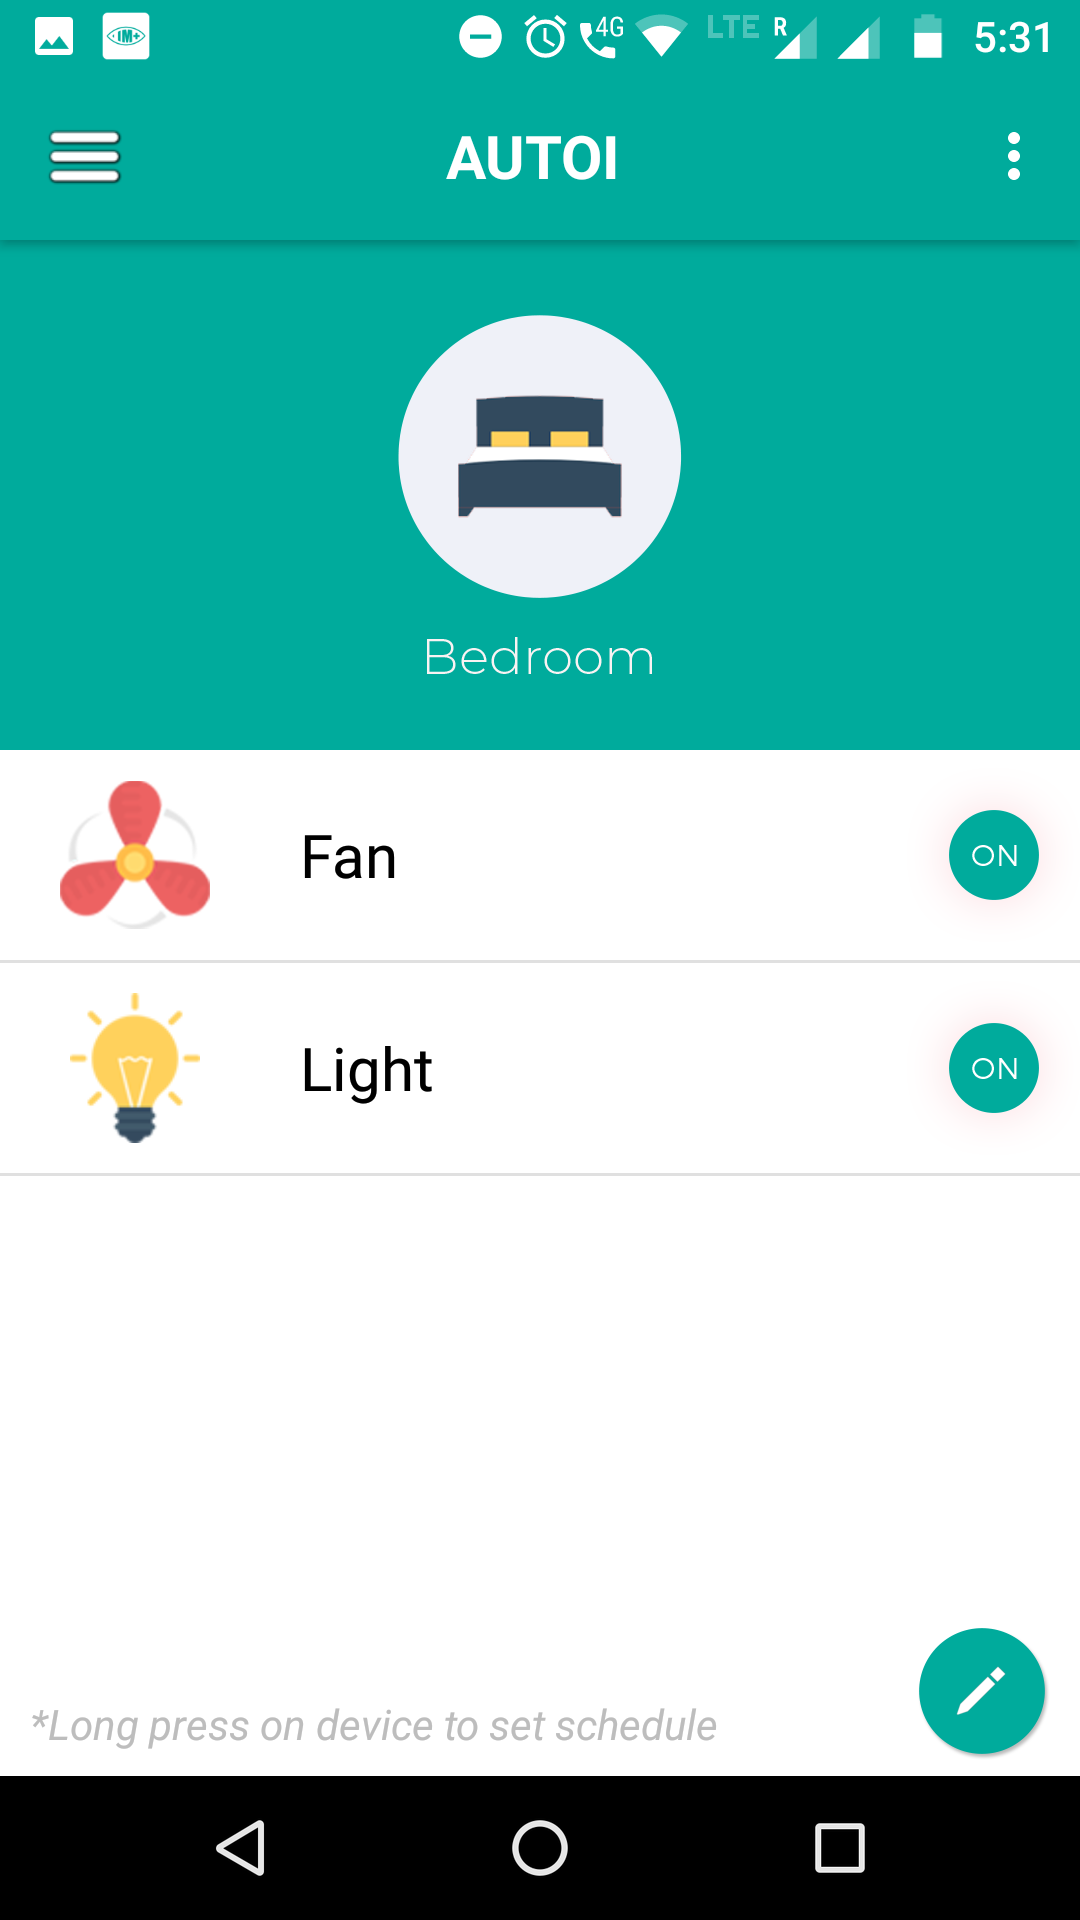 IM+ 4G LTE R 5:31
AUTOI
Bedroom
Fan ON
Light ON
*Long press on device to set schedule